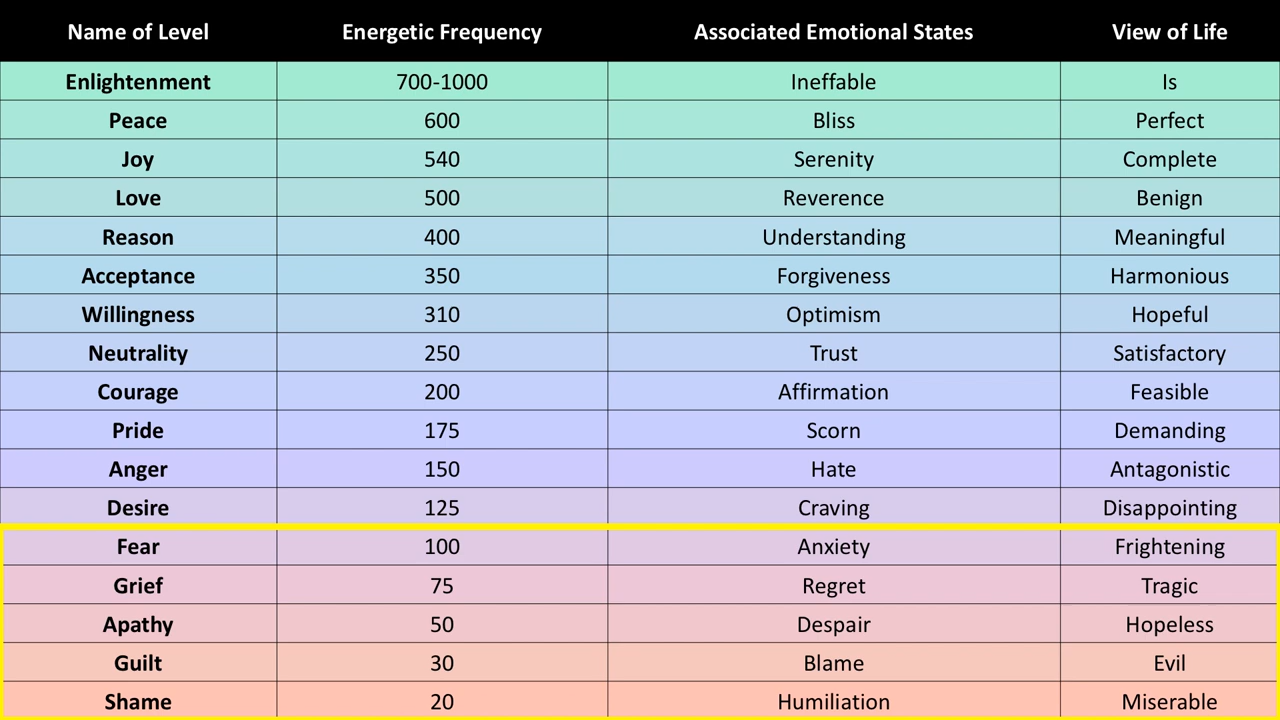 Name of Level Energetic Frequency Associated Emotional States View of Life
Enlightenment 700-1000 Ineffable Is
Peace 600 Bliss Perfect
Joy 540 Serenity Complete
Love 500 Reverence Benign
Reason 400 Understanding Meaningful
Acceptance 350 Forgiveness Harmonious
Willingness 310 Optimism Hopeful
Neutrality 250 Trust Satisfactory
Courage 200 Affirmation Feasible
Pride 175 Scorn Demanding
Anger 150 Hate Antagonistic
Desire 125 Craving Disappointing
Fear 100 Anxiety Frightening
Grief 75 Regret Tragic
Apathy 50 Despair Hopeless
Guilt 30 Blame Evil
Shame 20 Humiliation Miserable